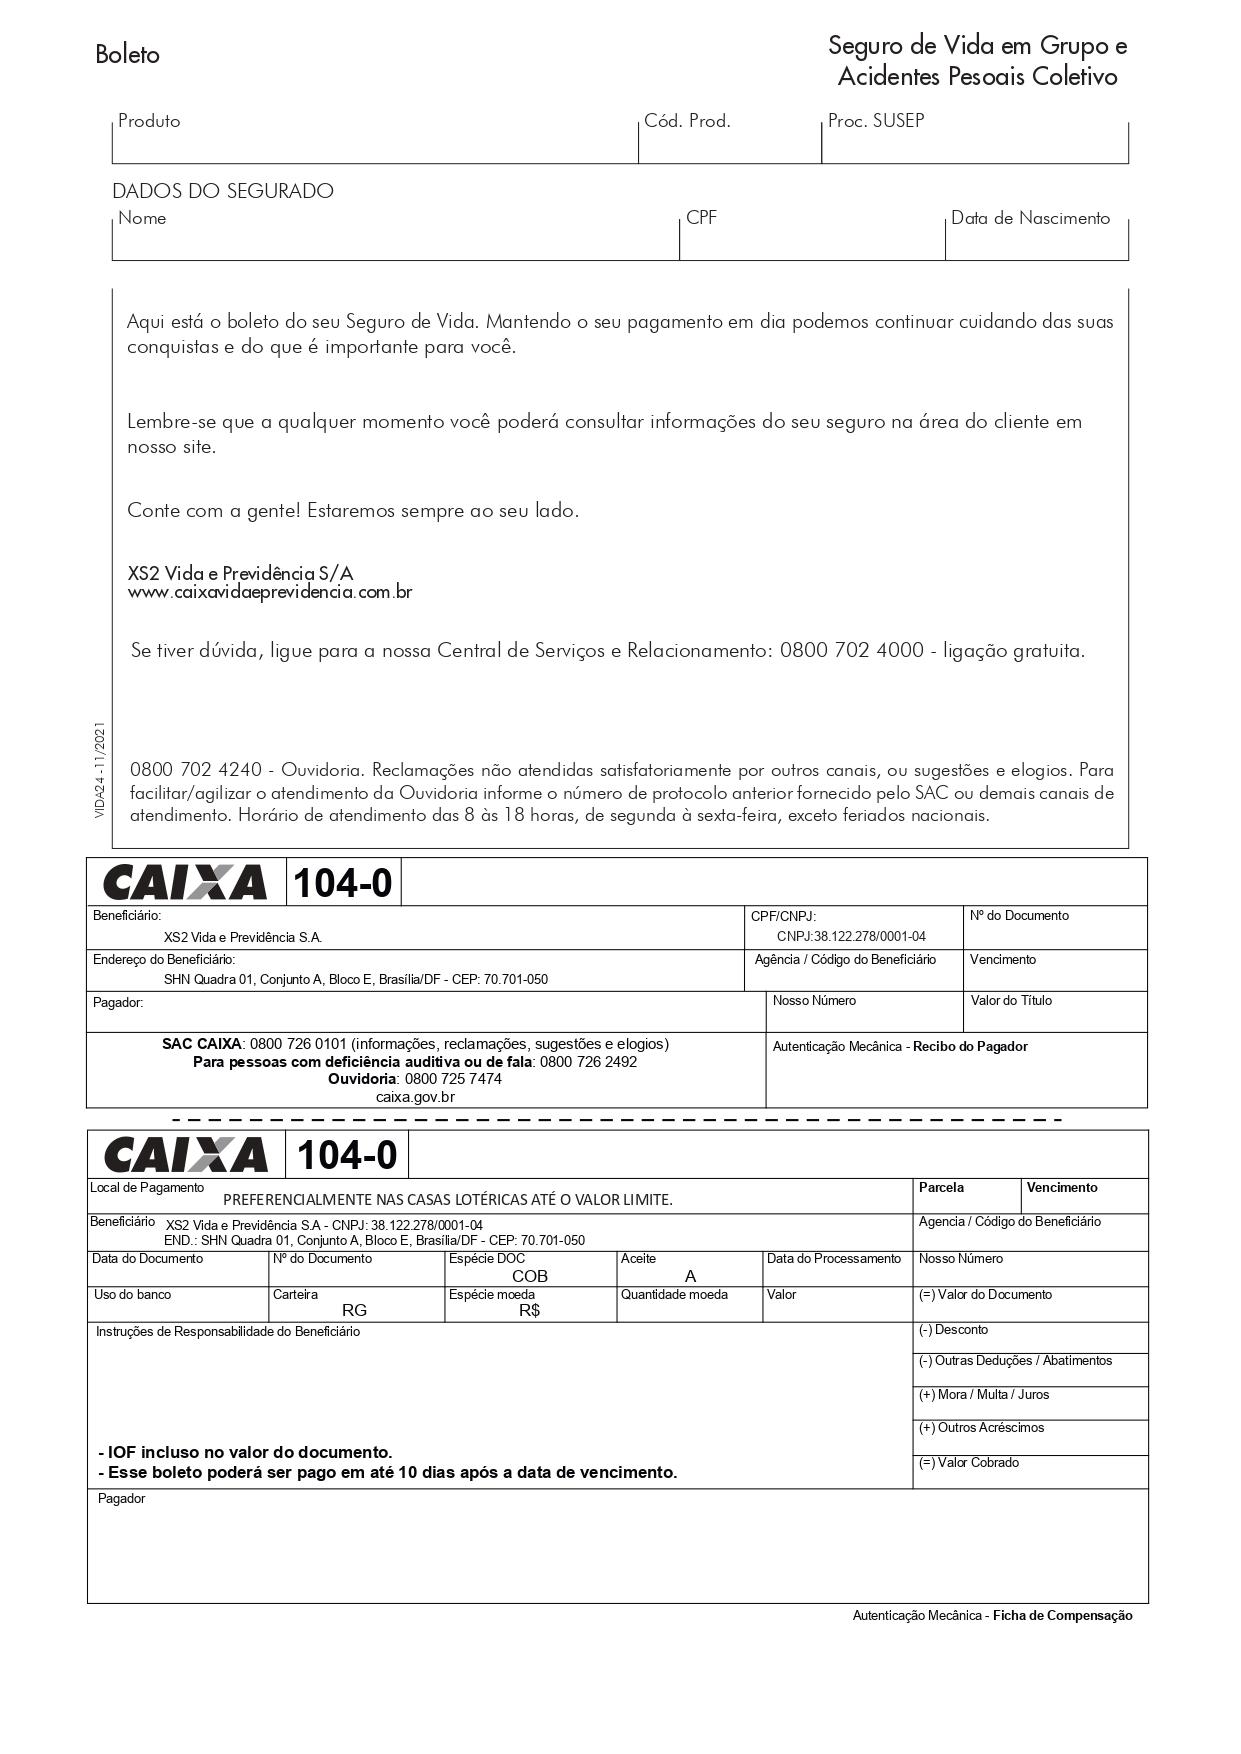 Boleto
Seguro de Vida em Grupo e
Acidentes Pesoais Coletivo
Produto
Cód. Prod.
Proc. SUSEP
DADOS DO SEGURADO
Nome
CPF
Data de Nascimento
Aqui está o boleto do seu Seguro de Vida. Mantendo o seu pagamento em dia podemos continuar cuidando das suas
conquistas e do que é importante para você.
Lembre-se que a qualquer momento você poderá consultar informações do seu seguro na área do cliente em
nosso site.
Conte com a gente! Estaremos sempre ao seu lado.
XS2 Vida e Previdência S/A
www.caixavidaeprevidencia.com.br
Se tiver dúvida, ligue para a nossa Central de Serviços e Relacionamento: 0800 702 4000 - ligação gratuita.
VIDA24 -11/2021
0800 702 4240 - Ouvidoria. Reclamações não atendidas satisfatoriamente por outros canais, ou sugestões e elogios. Para
facilitar/agilizar o atendimento da Ouvidoria informe o número de protocolo anterior fornecido pelo SAC ou demais canais de
atendimento. Horário de atendimento das 8 às 18 horas, de segunda à sexta-feira, exceto feriados nacionais.
CAIXA
104-0
Beneficiário:
XS2 Vida e Previdência S.A.
CPF/CNPJ:
CNPJ:38.122.278/0001-04
Nº do Documento
Endereço do Beneficiário:
SHN Quadra 01, Conjunto A, Bloco E, Brasília/DF - CEP: 70.701-050
Agência / Código do Beneficiário
Vencimento
Pagador:
Nosso Número
Valor do Título
SAC CAIXA: 0800 726 0101 (informações, reclamações, sugestões e elogios)
Para pessoas com deficiência auditiva ou de fala: 0800 726 2492
Ouvidoria: 0800 725 7474
caixa.gov.br
Autenticação Mecânica - Recibo do Pagador
CAIXA
104-0
Local de Pagamento
PREFERENCIALMENTE NAS CASAS LOTÉRICAS ATÉ O VALOR LIMITE.
Parcela
Vencimento
Beneficiário
XS2 Vida e Previdência S.A - CNPJ: 38.122.278/0001-04
END.: SHN Quadra 01, Conjunto A, Bloco E, Brasília/DF - CEP: 70.701-050
Agencia / Código do Beneficiário
Data do Documento
Nº do Documento
Espécie DOC
COB
Aceite
A
Data do Processamento
Nosso Número
Uso do banco
Carteira
RG
Espécie moeda
R$
Quantidade moeda
Valor
(=) Valor do Documento
Instruções de Responsabilidade do Beneficiário
(-) Desconto
(-) Outras Deduções / Abatimentos
(+) Mora / Multa / Juros
(+) Outros Acréscimos
(=) Valor Cobrado
- IOF incluso no valor do documento.
- Esse boleto poderá ser pago em até 10 dias após a data de vencimento.
Pagador
Autenticação Mecânica - Ficha de Compensação